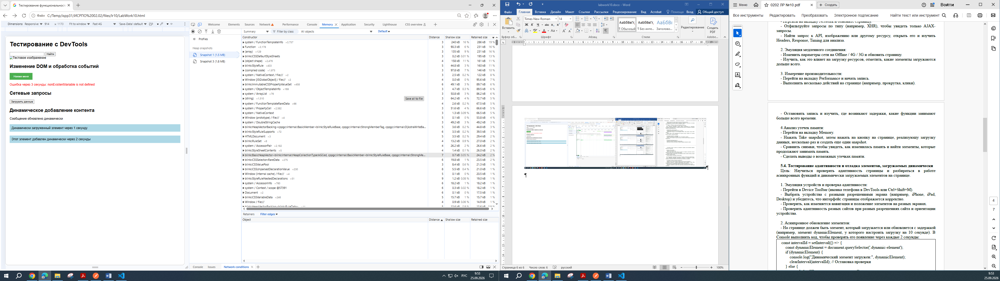 Тестирование функциональност
Файл C:/Temp/ispp31/ИСРПО%2002.02/files/lr10/LabWork10.html
Dimensions: Responsive 914 × 1170 Fit to window Fast 4G 'Save-Data': default
Тестирование с DevTools
Найти
Тестовое изображение
Изменение DOM и обработка событий
Нажми меня
Ошибка через 3 секунды: nonExistentVariable is not defined
Сетевые запросы
Загрузить данные
Динамическое добавление контента
Сообщение обновлено динамически
Динамически загруженный элемент через 1 секунду
Этот элемент добавлен динамически через 2 секунды
Welcome Elements Sources Network Performance Console Memory Application Security Lighthouse CSS overview
Summary Filter by class All objects Default
Profiles
Heap snapshots
Snapshot 1 (1.5 MB)
Snapshot 3 (1.8 MB)
Constructor Distance Shallow size Retained size
system / FunctionTemplateInfo ×3,757 3 240 kB 16 % 286 kB 19 %
Function ×3,178 3 90.3 kB 6 % 231 kB 16 %
(array) ×129 3 135 kB 9 % 231 kB 16 %
blink::CSSDefaultStyleSheets 3 0.2 kB 0.01 % 195 kB 13 %
(object shape) ×2,476 4 158 kB 11 % 161 kB 11 %
blink::StyleRule ×433 5 44.8 kB 3 % 160 kB 11 %
(compiled code) ×1,975 3 97.8 kB 7 % 146 kB 10 %
system / NativeContext / file:// ×2 3 2.5 kB 0.2 % 122 kB 8 %
Window [JSGlobalObject] / file:// ×2 4 0.0 kB 0 % 95.6 kB 7 %
blink::ImmutableCSSPropertyValueSet ×458 6 49.1 kB 3 % 89.7 kB 6 %
system / ObjectTemplateInfo ×169 3 4.7 kB 0.3 % 89.5 kB 6 %
system / ArrayList ×76 3 50.8 kB 3 % 86.2 kB 6 %
(string) ×1,510 Save all to file 3 64.2 kB 4 % 72.7 kB 5 %
system / FunctionTemplateRareData ×66 4 2.6 kB 0.2 % 67.5 kB 5 %
system / PropertyCell ×2,582 3 51.6 kB 4 % 66.6 kB 5 %
system / NativeContext 3 1.3 kB 0.09 % 66.5 kB 5 %
Window (prototype) / file:// ×4 5 0.1 kB 0 % 53.8 kB 4 %
system / DoubleStringCache 3 49.2 kB 3 % 49.2 kB 3 %
blink::HeapVectorBacking<cppgc::internal::BasicMember<blink::StyleRuleBase, cppgc::internal::StrongMemberTag, cppgc::internal::DijkstraWriteBa... 5 3.6 kB 0.2 % 44.8 kB 3 %
blink::StyleRuleSupports ×72 6 3.5 kB 0.2 % 39.5 kB 3 %
HTMLDocument ×3 5 3.5 kB 0.2 % 29.4 kB 2 %
blink::RuleSet ×8 4 13.2 kB 0.9 % 27.0 kB 2 %
system / AccessorPair ×2,182 4 26.2 kB 2 % 26.6 kB 2 %
blink::StyleSheetContents ×5 4 1.4 kB 0.1 % 26.0 kB 2 %
blink::BasicHeapVector<blink::internal::HeapCollectionType:kGCed, cppgc::internal::BasicMember<blink::StyleRuleBase, cppgc::internal::StrongMe... 7 0.7 kB 0.05 % 24.2 kB 2 %
blink::CSSSelector::RareData ×275 6 19.8 kB 1 % 23.5 kB 2 %
blink::CSSValuePool 3 8.4 kB 0.6 % 21.3 kB 1 %
blink::CSSUnparsedDeclarationValue ×230 8 5.5 kB 0.4 % 21.0 kB 1 %
Window (internal cache) / file:// ×4 5 0.1 kB 0 % 20.5 kB 1 %
blink::StyleRuleNestedDeclarations ×51 9 1.2 kB 0.08 % 19.0 kB 1 %
system / AccessorInfo ×760 6 18.2 kB 1 % 18.2 kB 1 %
system / Context / scope @57391 6 0.3 kB 0.02 % 18.2 kB 1 %
Document ×2 6 0.1 kB 0 % 17.5 kB 1 %
blink::CSSVariableData ×246 5 15.7 kB 1 % 15.7 kB 1 %
Window / file:// 4 0.9 kB 0.06 % 14.9 kB 1 %
blink::HeapVectorBacking<blink::RuleData> ×11 5 13.6 kB 0.9 % 13.6 kB 0.9 %
Retainers Filter edges
Object Distance Shallow size Retained size
Console Issues Network conditions
РУС 9:53
25.09.2026
labwork10.docx - Word
Файл Главная Вставка Дизайн Макет Ссылки Рассылки Рецензирование Вид Acrobat Помощн Вход Общий доступ
Вставить
Times New Roman 14
Ж К Ч abc
АаБбВвГг, АаБбВвГг, АаБбВв
¶ Обычный ¶ Без инте... Заголово...
Редактирование
Создать PDF
Буфер об... Шрифт Абзац Стили Adobe...
Страница 6 из 6 Число слов: 6 русский 100%
РУС
Меню 0202 ЛР №10.pdf Создать Войти
Все инструменты Редактировать Преобразовать Электронное подписание Найти текст или инструмент
- Перейти на вкладку Network и обновить страницу.
- Отфильтруйте запросы по типу (например, XHR), чтобы увидеть только AJAX-
запросы.
- Найти запрос к API, изображению или другому ресурсу, открыть его и изучить
Headers, Response, Timing для анализа.
2. Эмуляция медленного соединения:
- Изменить параметры сети на Offline / 4G / 3G и обновить страницу.
- Изучить, как это влияет на загрузку ресурсов, отметить, какие элементы загружаются
дольше всего.
3. Измерение производительности:
- Перейти на вкладку Performance и начать запись.
- Выполнить несколько действий на странице (например, прокрутка, клики).
- Остановить запись и изучить, где возникают задержки, какие функции занимают
больше всего времени.
4 Анализ утечек памяти:
- Перейти на вкладку Memory.
- Нажать Take snapshot, затем нажать на кнопку на странице, реализующу загрузку
данных, несколько раз и создать еще один snapshot.
- Сравнить снимки, чтобы увидеть, как изменилась память и найти элементы, которые
продолжают занимать память.
- Сделать выводы о возможных утечках памяти.
5.4. Тестирование адаптивности и отладка элементов, загружаемых динамически
Цель: Научиться проверять адаптивность страницы и разбираться в работе
асинхронных функций и динамически загружаемых элементов на странице.
1. Эмуляция устройств и проверка адаптивности:
- Перейти в Device Toolbar (иконка телефона в DevTools или Ctrl+Shift+M).
- Выбрать устройства с разными разрешениями экрана (например, iPhone, iPad,
Desktop) и убедитесь, что интерфейс страницы отображается корректно.
- Проверить, как изменяется навигация и положение элементов на разных экранах.
- Проверить адаптивность разных сайтов при разных разрешениях сайта и ориентации
устройства.
2. Асинхронное обновление элементов:
- На странице должен быть элемент, который загружается или обновляется с задержкой
(например, элемент dynamicElement, у которого настроить загрузку на 10 секунде). В
Console выполнить код, чтобы проверять его появление через каждые 2 секунды:
const intervalId = setInterval(() => {
const dynamicElement = document.querySelector('.dynamic-element');
if (dynamicElement) {
console.log("Динамический элемент загружен:", dynamicElement);
clearInterval(intervalId); // Остановка проверки
} else {
4
7
9:53
25.09.2026